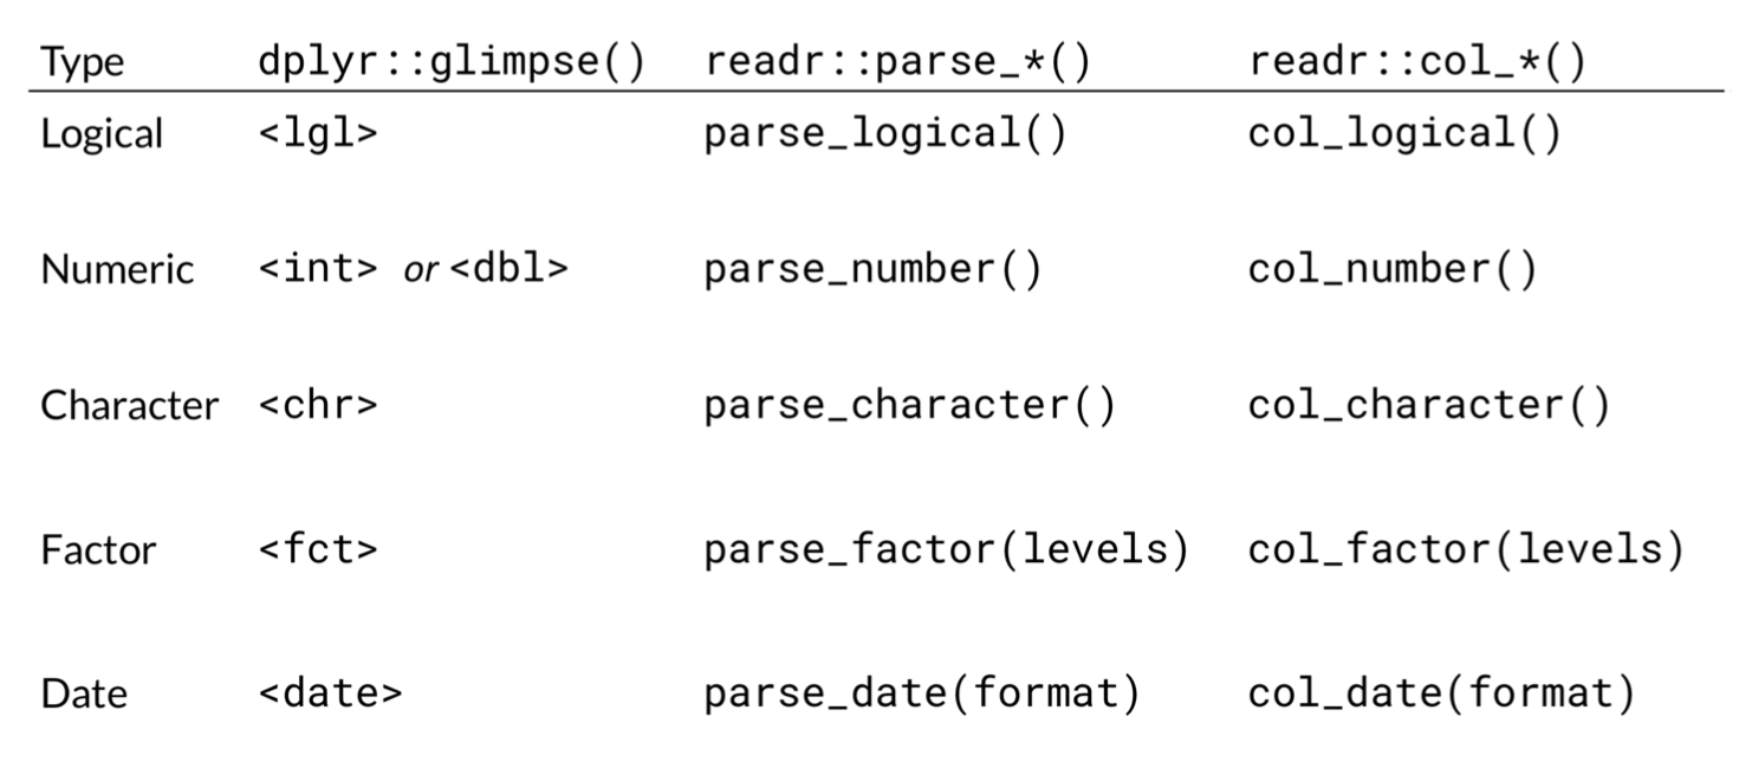 Type dplyr::glimpse() readr::parse_*() readr::col_*()
Logical <lgl> parse_logical() col_logical()
Numeric <int> or <dbl> parse_number() col_number()
Character <chr> parse_character() col_character()
Factor <fct> parse_factor(levels) col_factor(levels)
Date <date> parse_date(format) col_date(format)